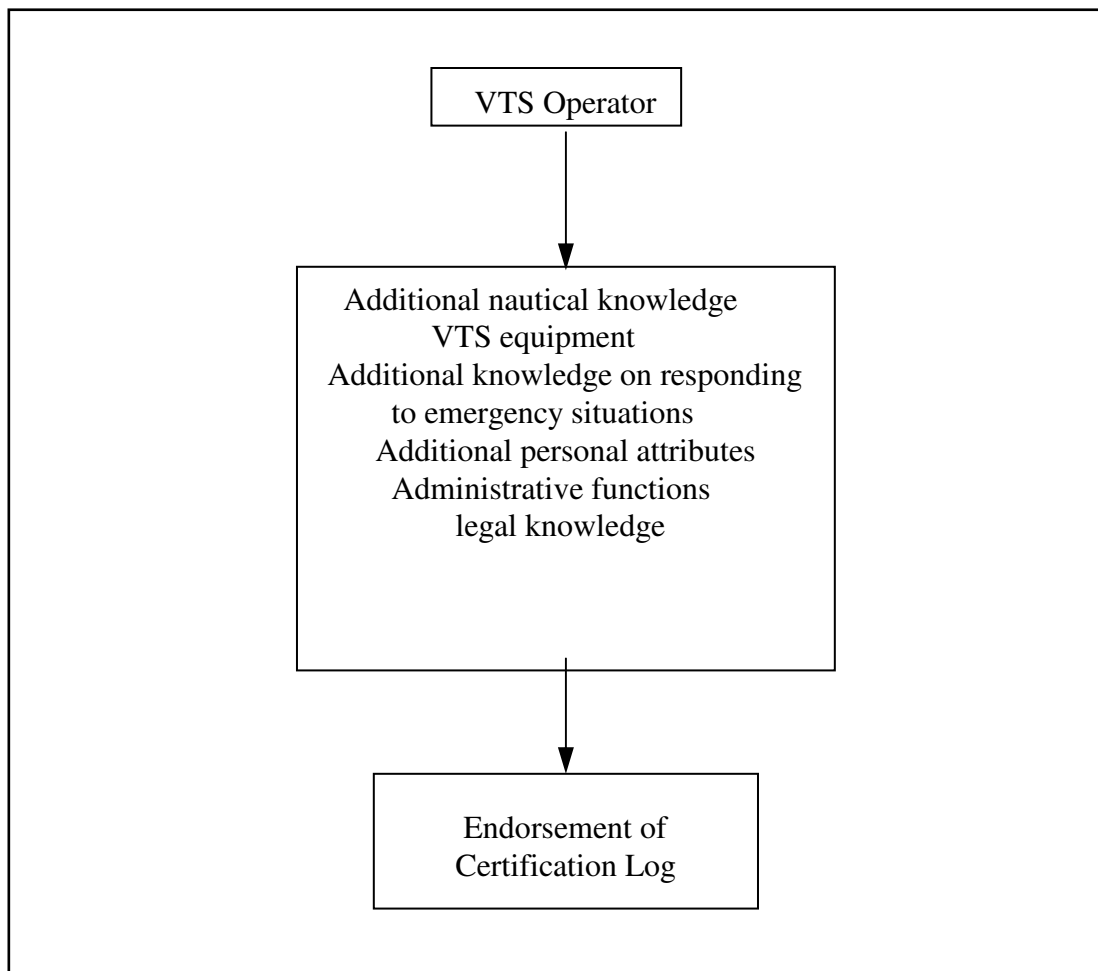 VTS Operator
Additional nautical knowledge
VTS equipment
Additional knowledge on responding
to emergency situations
Additional personal attributes
Administrative functions
legal knowledge
Endorsement of
Certification Log